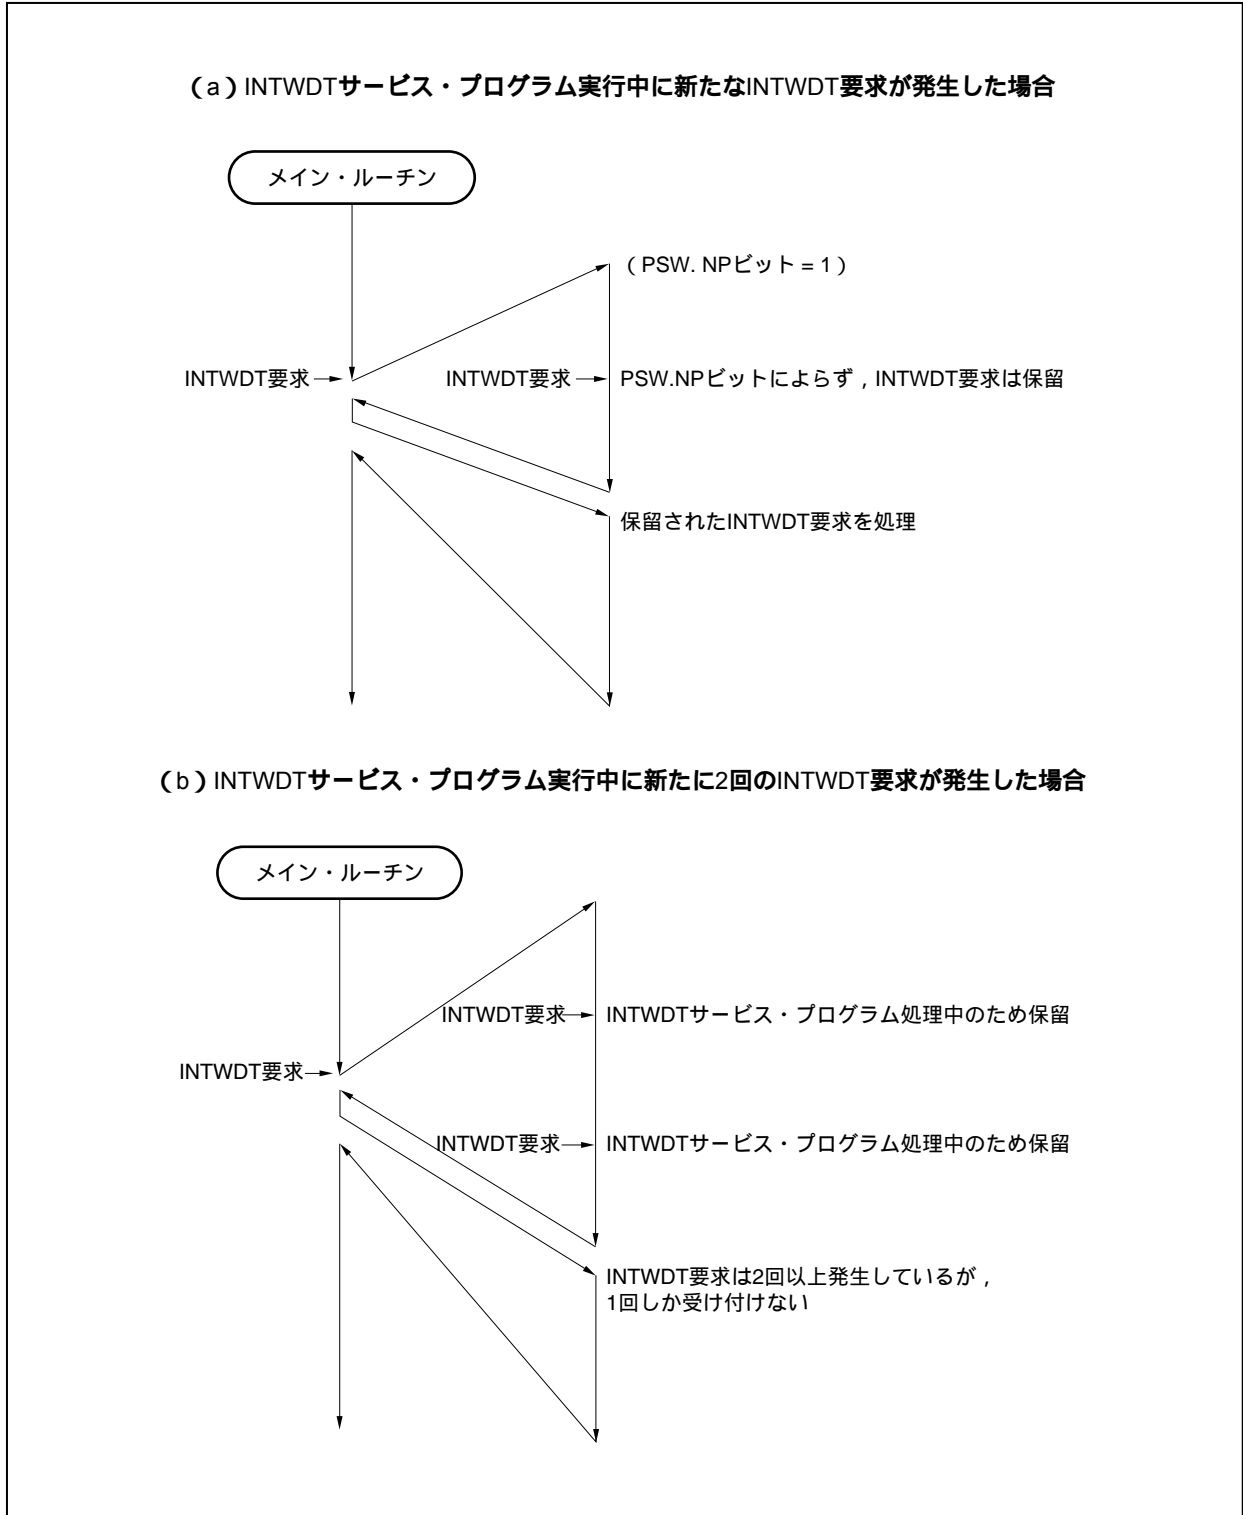 （a）INTWDTサービス・プログラム実行中に新たなINTWDT要求が発生した場合
メイン・ルーチン
（PSW. NPビット = 1）
INTWDT要求
INTWDT要求
PSW.NPビットによらず，INTWDT要求は保留
保留されたINTWDT要求を処理
（b）INTWDTサービス・プログラム実行中に新たに2回のINTWDT要求が発生した場合
メイン・ルーチン
INTWDT要求
INTWDTサービス・プログラム処理中のため保留
INTWDT要求
INTWDT要求
INTWDTサービス・プログラム処理中のため保留
INTWDT要求は2回以上発生しているが，
1回しか受け付けない